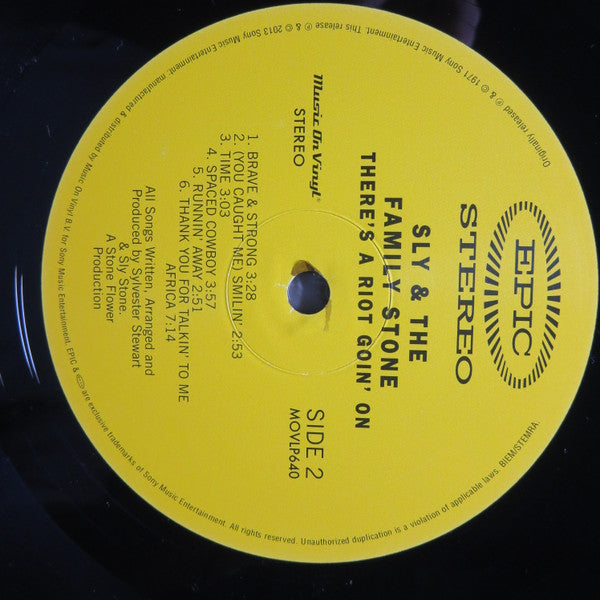 EPIC
STEREO
SLY & THE
FAMILY STONE
THERE'S A RIOT GOIN' ON
Music On Vinyl®
STEREO
SIDE 2
MOVLP640
1. BRAVE & STRONG 3:28
2. (YOU CAUGHT ME) SMILIN' 2:53
3. TIME 3:03
4. SPACED COWBOY 3:57
5. RUNNIN' AWAY 2:51
6. THANK YOU FOR TALKIN' TO ME
AFRICA 7:14
All Songs Written, Arranged and
Produced by Sylvester Stewart
& Sly Stone.
A Stone Flower
Production
Originally released ℗ & © 1971 Sony Music Entertainment. This release ℗ & © 2013 Sony Music Entertainment. manufactured & distributed by Music On Vinyl B.V. for Sony Music Entertainment. EPIC & are exclusive trademarks of Sony Music Entertainment. All rights reserved. Unauthorized duplication is a violation of applicable laws. BIEM/STEMRA.